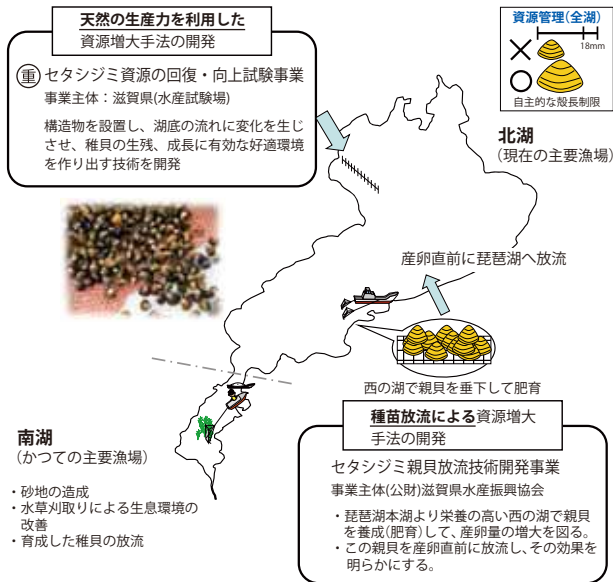 天然の生産力を利用した
資源増大手法の開発
重 セタシジミ資源の回復・向上試験事業
事業主体：滋賀県(水産試験場)
構造物を設置し、湖底の流れに変化を生じ
させ、稚貝の生残、成長に有効な好適環境
を作り出す技術を開発
資源管理(全湖)
18mm
自主的な殻長制限
北湖
(現在の主要漁場)
産卵直前に琵琶湖へ放流
西の湖で親貝を垂下して肥育
南湖
(かつての主要漁場)
・砂地の造成
・水草刈取りによる生息環境の
改善
・育成した稚貝の放流
種苗放流による資源増大
手法の開発
セタシジミ親貝放流技術開発事業
事業主体(公財)滋賀県水産振興協会
・琵琶湖本湖より栄養の高い西の湖で親貝
を養成(肥育)して、産卵量の増大を図る。
・この親貝を産卵直前に放流し、その効果を
明らかにする。